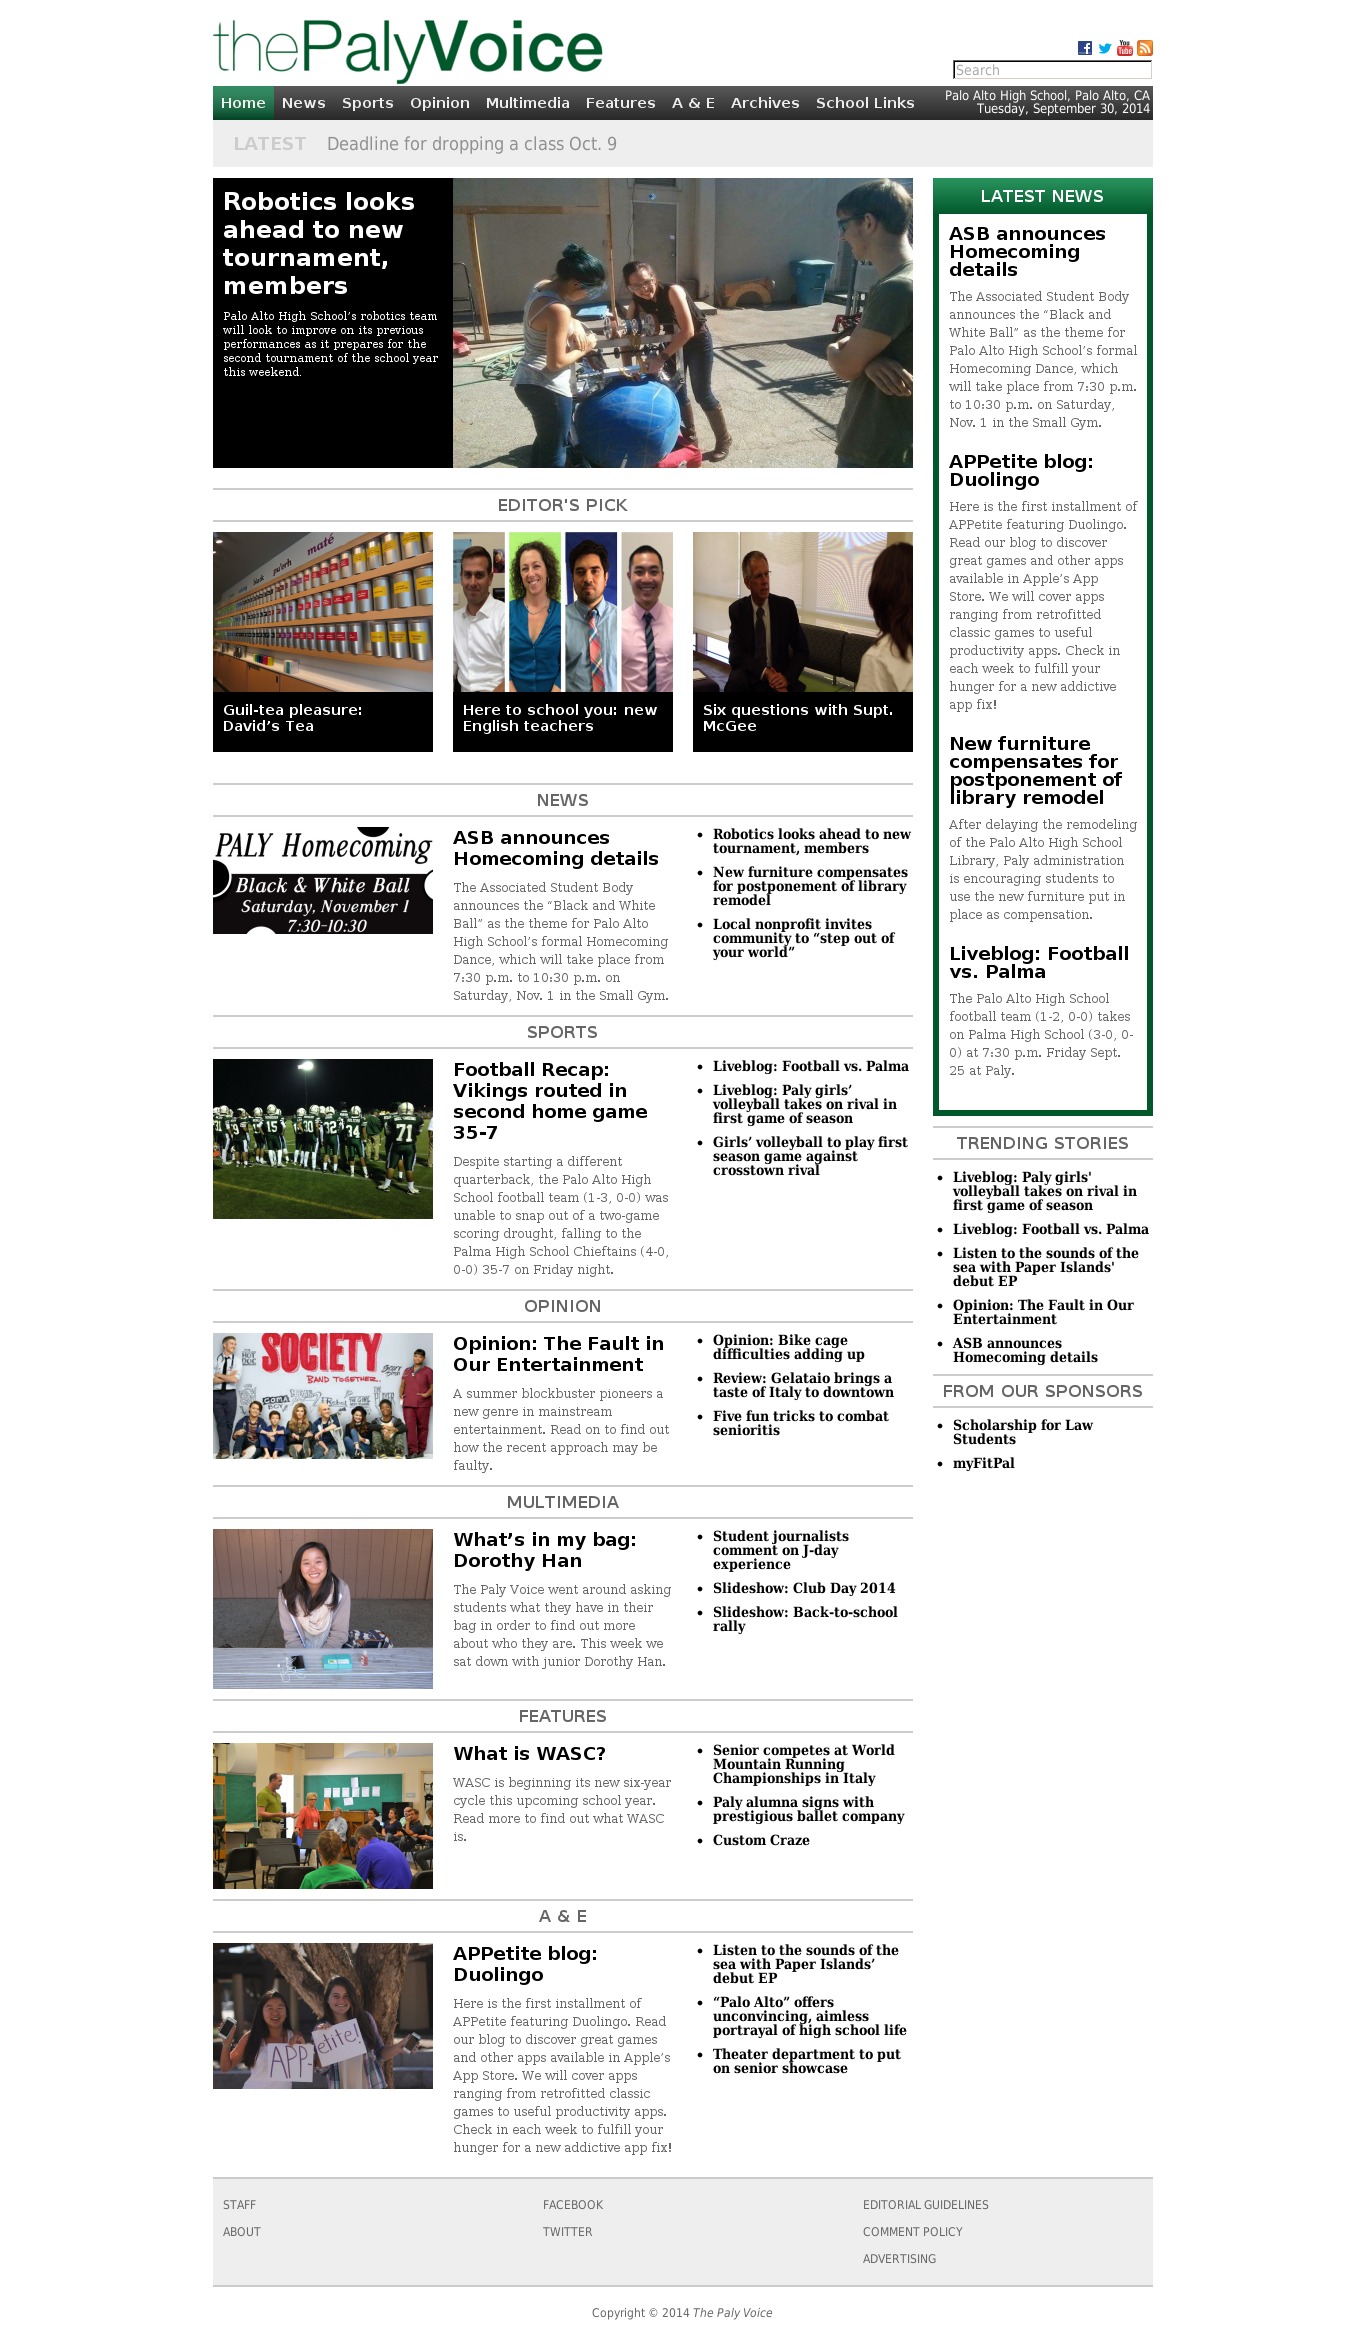 thePalyVoice
Search
Home News Sports Opinion Multimedia Features A & E Archives School Links
Palo Alto High School, Palo Alto, CA
Tuesday, September 30, 2014
LATEST Deadline for dropping a class Oct. 9
Robotics looks
ahead to new
tournament,
members
Palo Alto High School’s robotics team
will look to improve on its previous
performances as it prepares for the
second tournament of the school year
this weekend.
EDITOR'S PICK
maté
pu'erh
black
Guil-tea pleasure:
David’s Tea
Here to school you: new
English teachers
Six questions with Supt.
McGee
NEWS
PALY Homecoming
Black & White Ball
Saturday, November 1
7:30-10:30
ASB announces
Homecoming details
The Associated Student Body
announces the “Black and White
Ball” as the theme for Palo Alto
High School’s formal Homecoming
Dance, which will take place from
7:30 p.m. to 10:30 p.m. on
Saturday, Nov. 1 in the Small Gym.
Robotics looks ahead to new
tournament, members
New furniture compensates
for postponement of library
remodel
Local nonprofit invites
community to “step out of
your world”
SPORTS
31 9 15 32 34 71
Football Recap:
Vikings routed in
second home game
35-7
Despite starting a different
quarterback, the Palo Alto High
School football team (1-3, 0-0) was
unable to snap out of a two-game
scoring drought, falling to the
Palma High School Chieftains (4-0,
0-0) 35-7 on Friday night.
Liveblog: Football vs. Palma
Liveblog: Paly girls’
volleyball takes on rival in
first game of season
Girls’ volleyball to play first
season game against
crosstown rival
OPINION
SOCIETY
BAND TOGETHER.
Opinion: The Fault in
Our Entertainment
A summer blockbuster pioneers a
new genre in mainstream
entertainment. Read on to find out
how the recent approach may be
faulty.
Opinion: Bike cage
difficulties adding up
Review: Gelataio brings a
taste of Italy to downtown
Five fun tricks to combat
senioritis
MULTIMEDIA
What’s in my bag:
Dorothy Han
The Paly Voice went around asking
students what they have in their
bag in order to find out more
about who they are. This week we
sat down with junior Dorothy Han.
Student journalists
comment on J-day
experience
Slideshow: Club Day 2014
Slideshow: Back-to-school
rally
FEATURES
What is WASC?
WASC is beginning its new six-year
cycle this upcoming school year.
Read more to find out what WASC
is.
Senior competes at World
Mountain Running
Championships in Italy
Paly alumna signs with
prestigious ballet company
Custom Craze
A & E
APP-etite!
APPetite blog:
Duolingo
Here is the first installment of
APPetite featuring Duolingo. Read
our blog to discover great games
and other apps available in Apple’s
App Store. We will cover apps
ranging from retrofitted classic
games to useful productivity apps.
Check in each week to fulfill your
hunger for a new addictive app fix!
Listen to the sounds of the
sea with Paper Islands’
debut EP
“Palo Alto” offers
unconvincing, aimless
portrayal of high school life
Theater department to put
on senior showcase
LATEST NEWS
ASB announces
Homecoming
details
The Associated Student Body
announces the “Black and
White Ball” as the theme for
Palo Alto High School’s formal
Homecoming Dance, which
will take place from 7:30 p.m.
to 10:30 p.m. on Saturday,
Nov. 1 in the Small Gym.
APPetite blog:
Duolingo
Here is the first installment of
APPetite featuring Duolingo.
Read our blog to discover
great games and other apps
available in Apple’s App
Store. We will cover apps
ranging from retrofitted
classic games to useful
productivity apps. Check in
each week to fulfill your
hunger for a new addictive
app fix!
New furniture
compensates for
postponement of
library remodel
After delaying the remodeling
of the Palo Alto High School
Library, Paly administration
is encouraging students to
use the new furniture put in
place as compensation.
Liveblog: Football
vs. Palma
The Palo Alto High School
football team (1-2, 0-0) takes
on Palma High School (3-0, 0-
0) at 7:30 p.m. Friday Sept.
25 at Paly.
TRENDING STORIES
Liveblog: Paly girls'
volleyball takes on rival in
first game of season
Liveblog: Football vs. Palma
Listen to the sounds of the
sea with Paper Islands'
debut EP
Opinion: The Fault in Our
Entertainment
ASB announces
Homecoming details
FROM OUR SPONSORS
Scholarship for Law
Students
myFitPal
STAFF
ABOUT
FACEBOOK
TWITTER
EDITORIAL GUIDELINES
COMMENT POLICY
ADVERTISING
Copyright © 2014 The Paly Voice